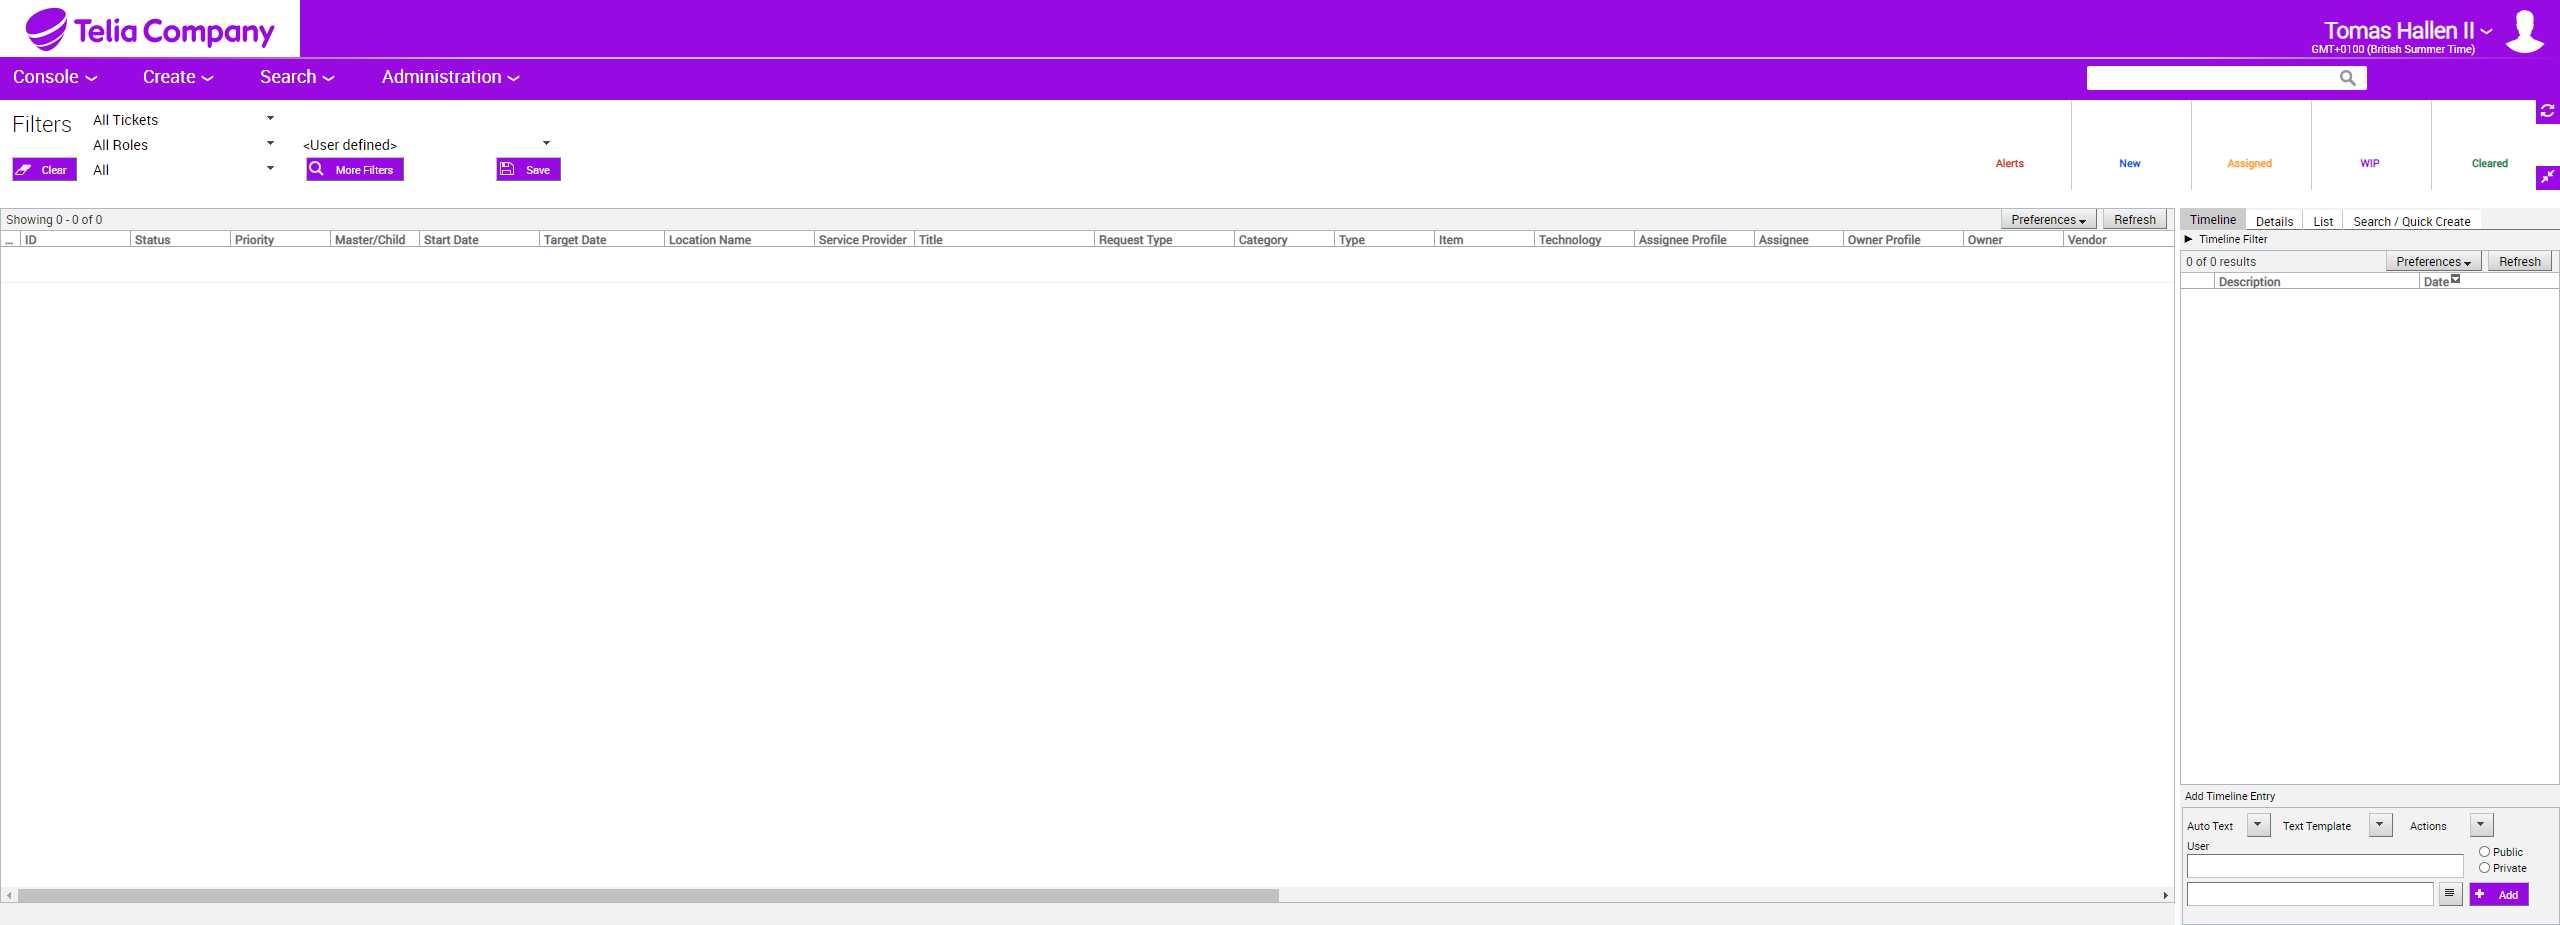 Telia Company
Tomas Hallen II
GMT+0100 (British Summer Time)
Console Create Search Administration
Filters
All Tickets
All Roles
<User defined>
Clear
All
More Filters
Save
Alerts New Assigned WIP Cleared
Showing 0 - 0 of 0
Preferences
Refresh
... ID Status Priority Master/Child Start Date Target Date Location Name Service Provider Title Request Type Category Type Item Technology Assignee Profile Assignee Owner Profile Owner Vendor
Timeline Details List Search / Quick Create
Timeline Filter
0 of 0 results
Preferences
Refresh
Description Date
Add Timeline Entry
Auto Text Text Template Actions
User
Public
Private
Add